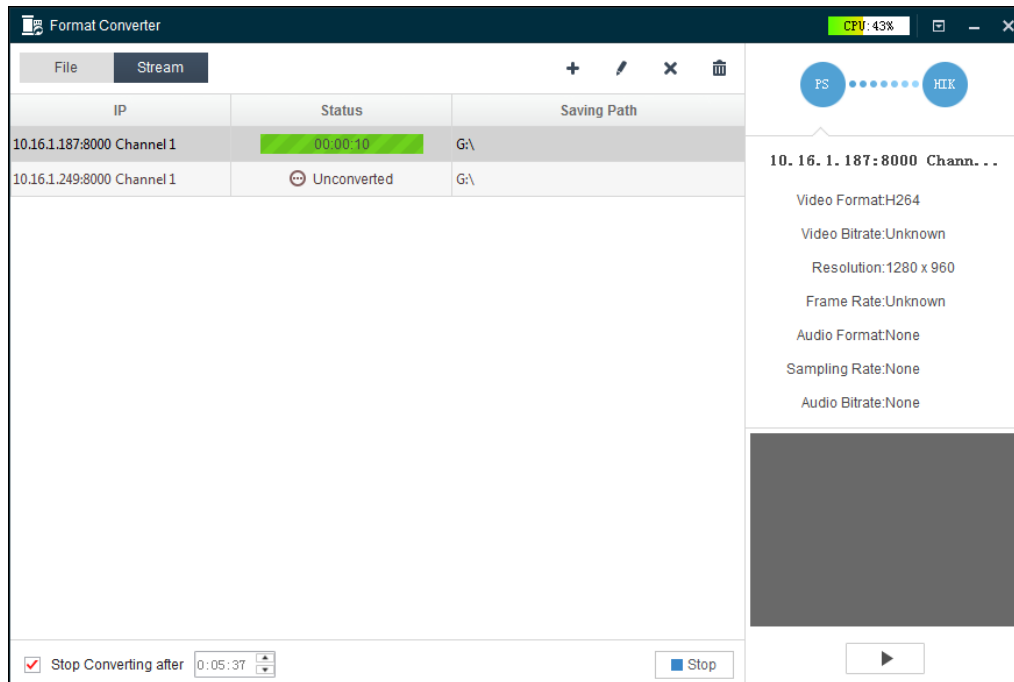 Format Converter
CPU:43%
File Stream
PS HIK
IP Status Saving Path
10.16.1.187:8000 Channel 1 00:00:10 G:\
10.16.1.249:8000 Channel 1 Unconverted G:\
10.16.1.187:8000 Chann...
Video Format:H264
Video Bitrate:Unknown
Resolution:1280 x 960
Frame Rate:Unknown
Audio Format:None
Sampling Rate:None
Audio Bitrate:None
Stop Converting after 0:05:37 Stop